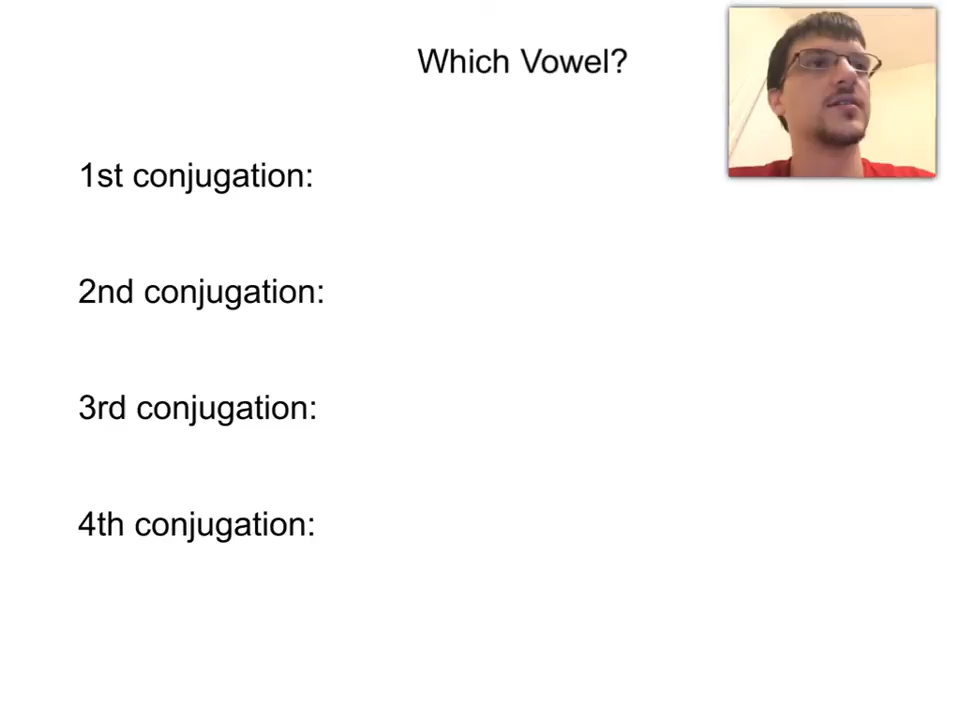 Which Vowel?
1st conjugation:
2nd conjugation:
3rd conjugation:
4th conjugation: